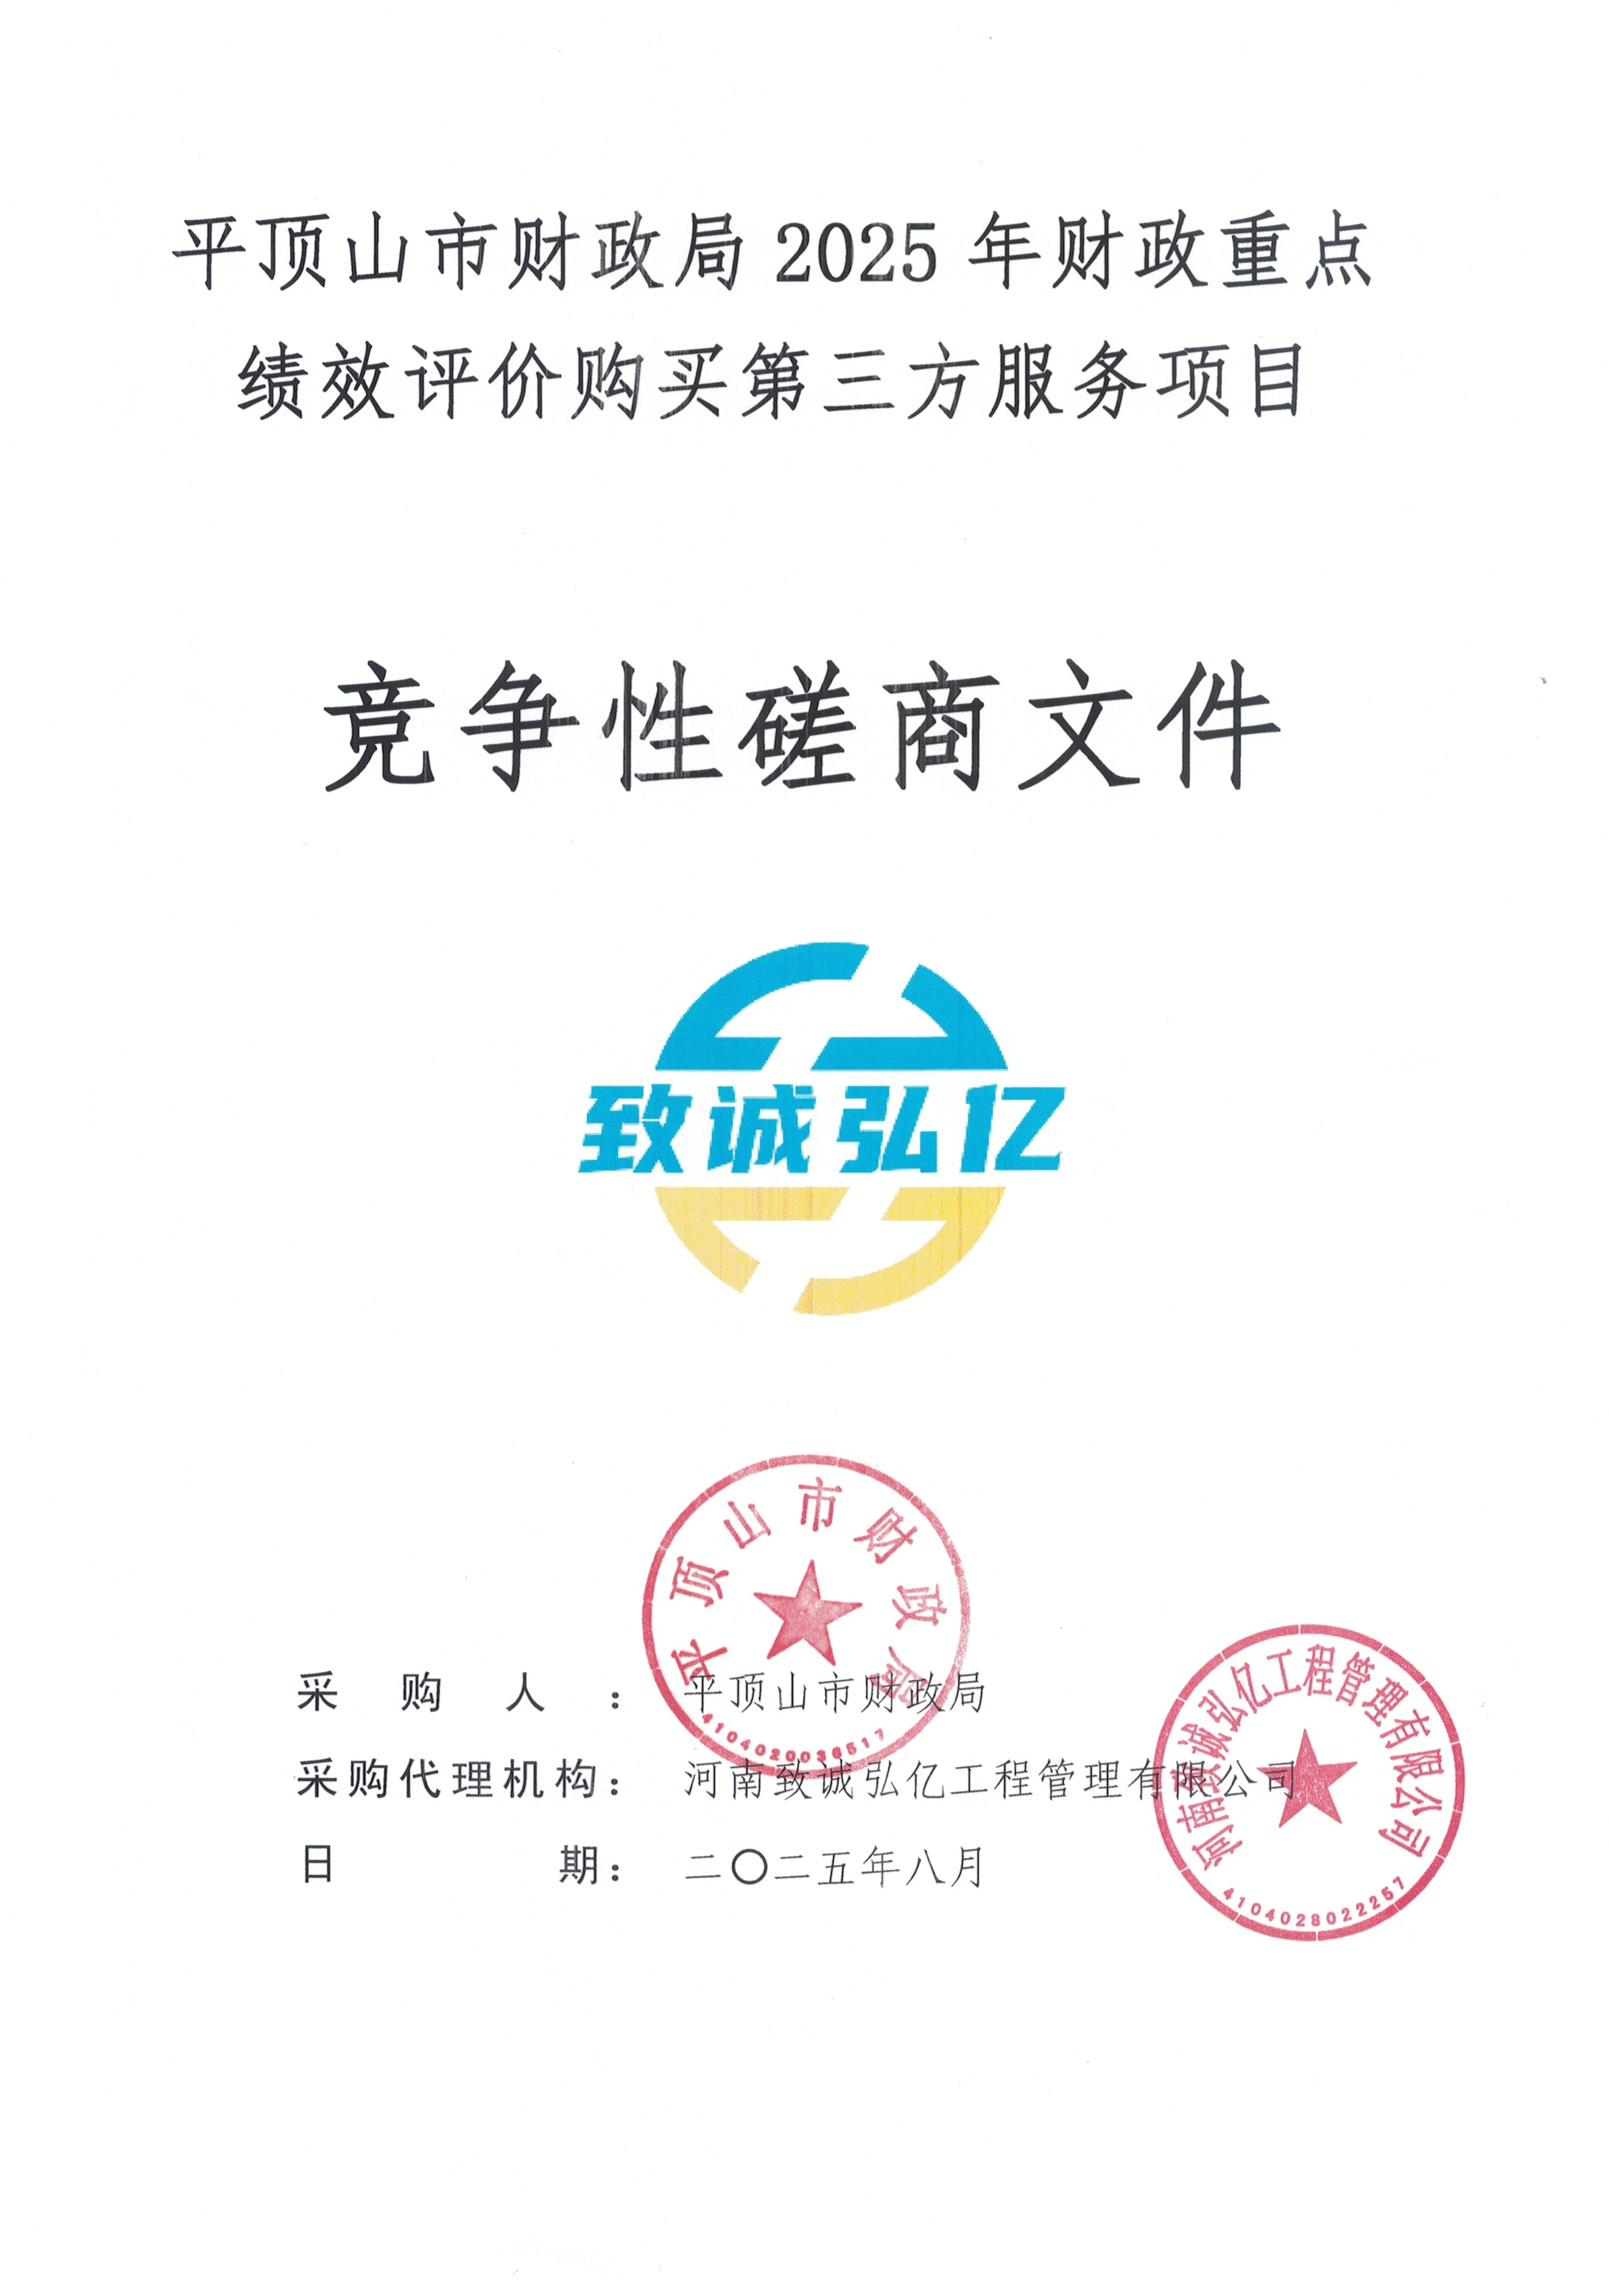 平顶山市财政局 2025 年财政重点
绩效评价购买第三方服务项目
竞争性磋商文件
致诚弘亿
平顶山市财政局
4104020036517
采购人：平顶山市财政局
采购代理机构：河南致诚弘亿工程管理有限公司
日期：二〇二五年八月
河南致诚弘亿工程管理有限公司
4104028022257